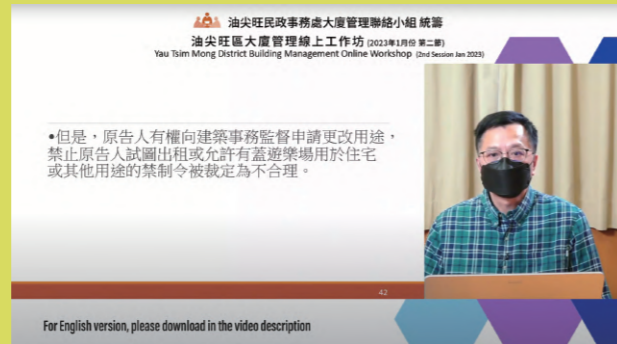 油尖旺民政事務處大廈管理聯絡小組 統籌
油尖旺區大廈管理線上工作坊 (2023年1月份 第二節)
Yau Tsim Mong District Building Management Online Workshop (2nd Session Jan 2023)
•但是，原告人有權向建築事務監督申請更改用途，
禁止原告人試圖出租或允許有蓋遊樂場用於住宅
或其他用途的禁制令被裁定為不合理。
42
For English version, please download in the video description